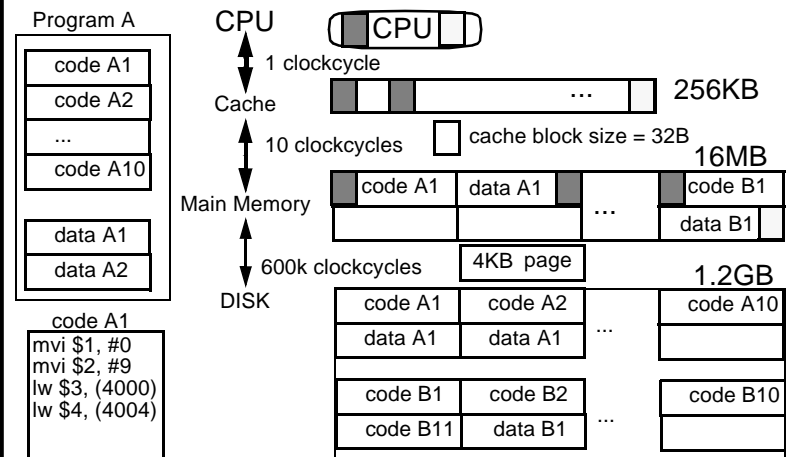 Program A
code A1
code A2
...
code A10
data A1
data A2
code A1
mvi $1, #0
mvi $2, #9
lw $3, (4000)
lw $4, (4004)
CPU
1 clockcycle
Cache
10 clockcycles
Main Memory
600k clockcycles
DISK
CPU
...
256KB
cache block size = 32B
16MB
code A1
data A1
...
code B1
data B1
4KB page
1.2GB
code A1
code A2
code A10
data A1
data A1
...
code B1
code B2
code B10
code B11
data B1
...